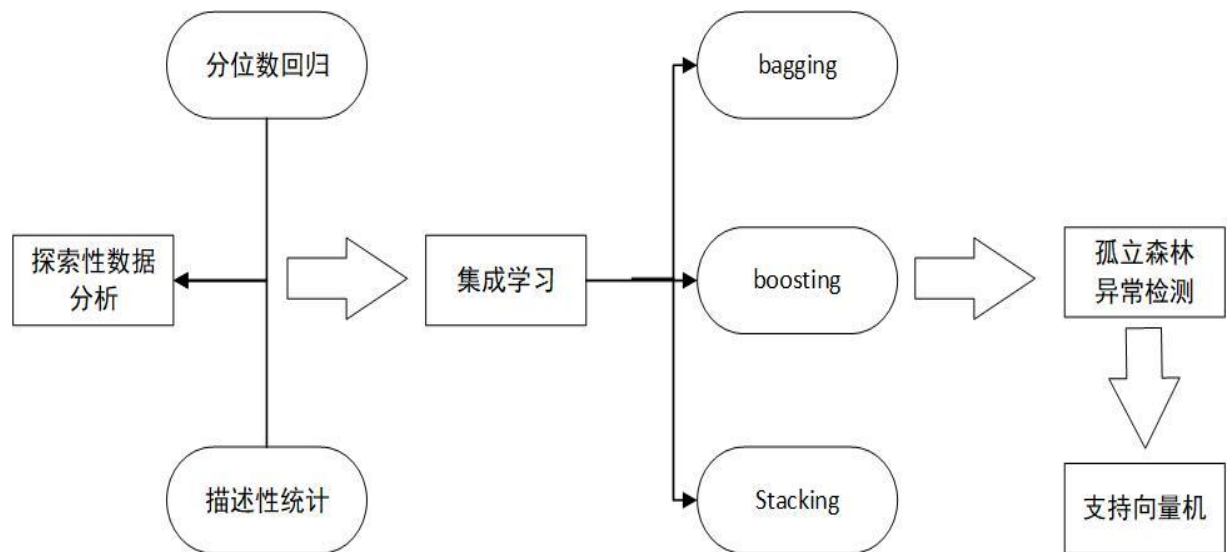 分位数回归
bagging
探索性数据
分析
集成学习
boosting
孤立森林
异常检测
描述性统计
Stacking
支持向量机